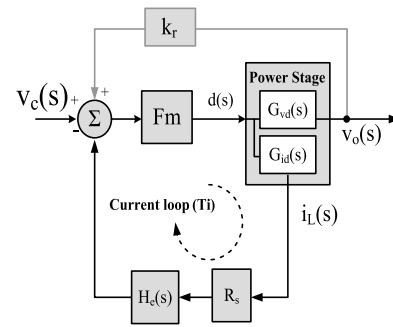 kr
Power Stage
vc(s)
+
+
-
Σ
Fm
d(s)
Gvd(s)
vo(s)
Gid(s)
Current loop (Ti)
iL(s)
He(s)
Rs